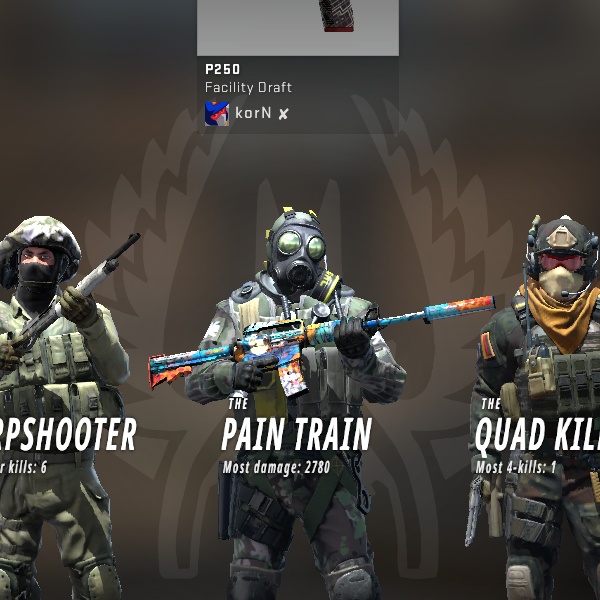 P250
Facility Draft
korN ✘
RPSHOOTER
r kills: 6
THE
PAIN TRAIN
Most damage: 2780
THE
QUAD KIL
Most 4-kills: 1